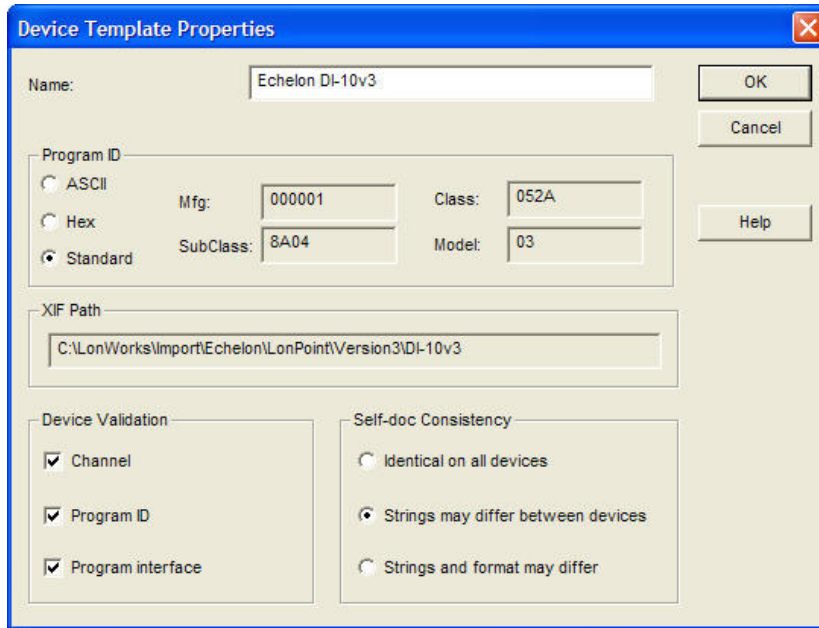 Device Template Properties
Name: Echelon DI-10v3
OK
Cancel
Help
Program ID
ASCII
Hex
Standard
Mfg: 000001
Class: 052A
SubClass: 8A04
Model: 03
XIF Path
C:\LonWorks\Import\Echelon\LonPoint\Version3\DI-10v3
Device Validation
Channel
Program ID
Program interface
Self-doc Consistency
Identical on all devices
Strings may differ between devices
Strings and format may differ